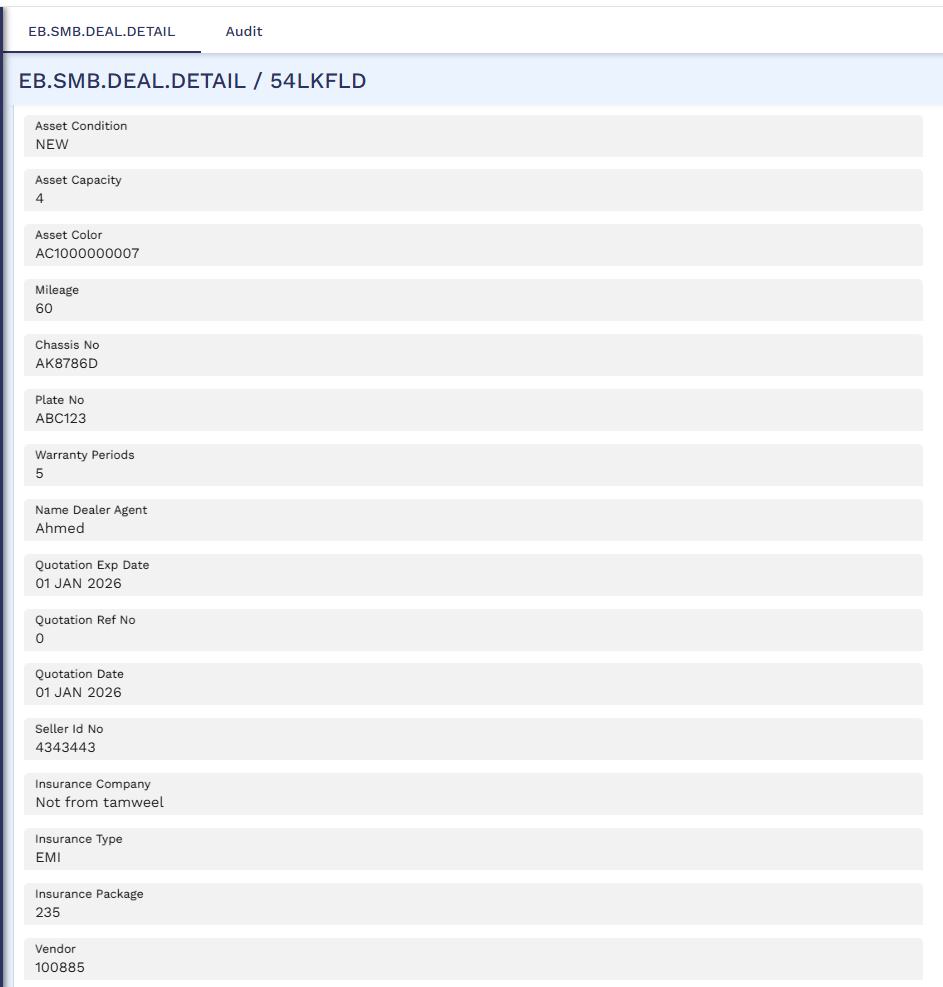 EB.SMB.DEAL.DETAIL Audit
EB.SMB.DEAL.DETAIL / 54LKFLD
Asset Condition
NEW
Asset Capacity
4
Asset Color
AC1000000007
Mileage
60
Chassis No
AK8786D
Plate No
ABC123
Warranty Periods
5
Name Dealer Agent
Ahmed
Quotation Exp Date
01 JAN 2026
Quotation Ref No
0
Quotation Date
01 JAN 2026
Seller Id No
4343443
Insurance Company
Not from tamweel
Insurance Type
EMI
Insurance Package
235
Vendor
100885